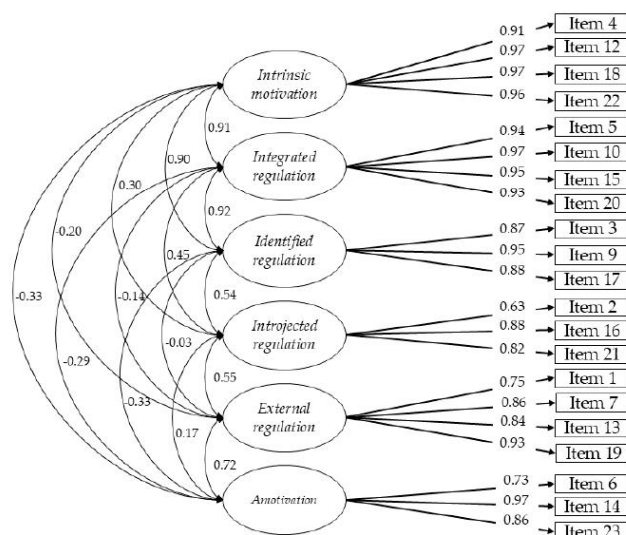 0.91
Item 4
0.97
Item 12
0.97
Item 18
0.96
Item 22
Intrinsic
motivation
0.91
0.94
Item 5
0.97
Item 10
0.95
Item 15
0.93
Item 20
Integrated
regulation
0.90
0.30
0.92
0.87
Item 3
0.95
Item 9
0.88
Item 17
Identified
regulation
-0.20
0.45
0.54
0.63
Item 2
0.88
Item 16
0.82
Item 21
Introjected
regulation
-0.33
-0.14
-0.03
0.55
0.75
Item 1
0.86
Item 7
0.84
Item 13
0.93
Item 19
External
regulation
-0.29
-0.33
0.17
0.72
0.73
Item 6
0.97
Item 14
0.86
Item 23
Amotivation